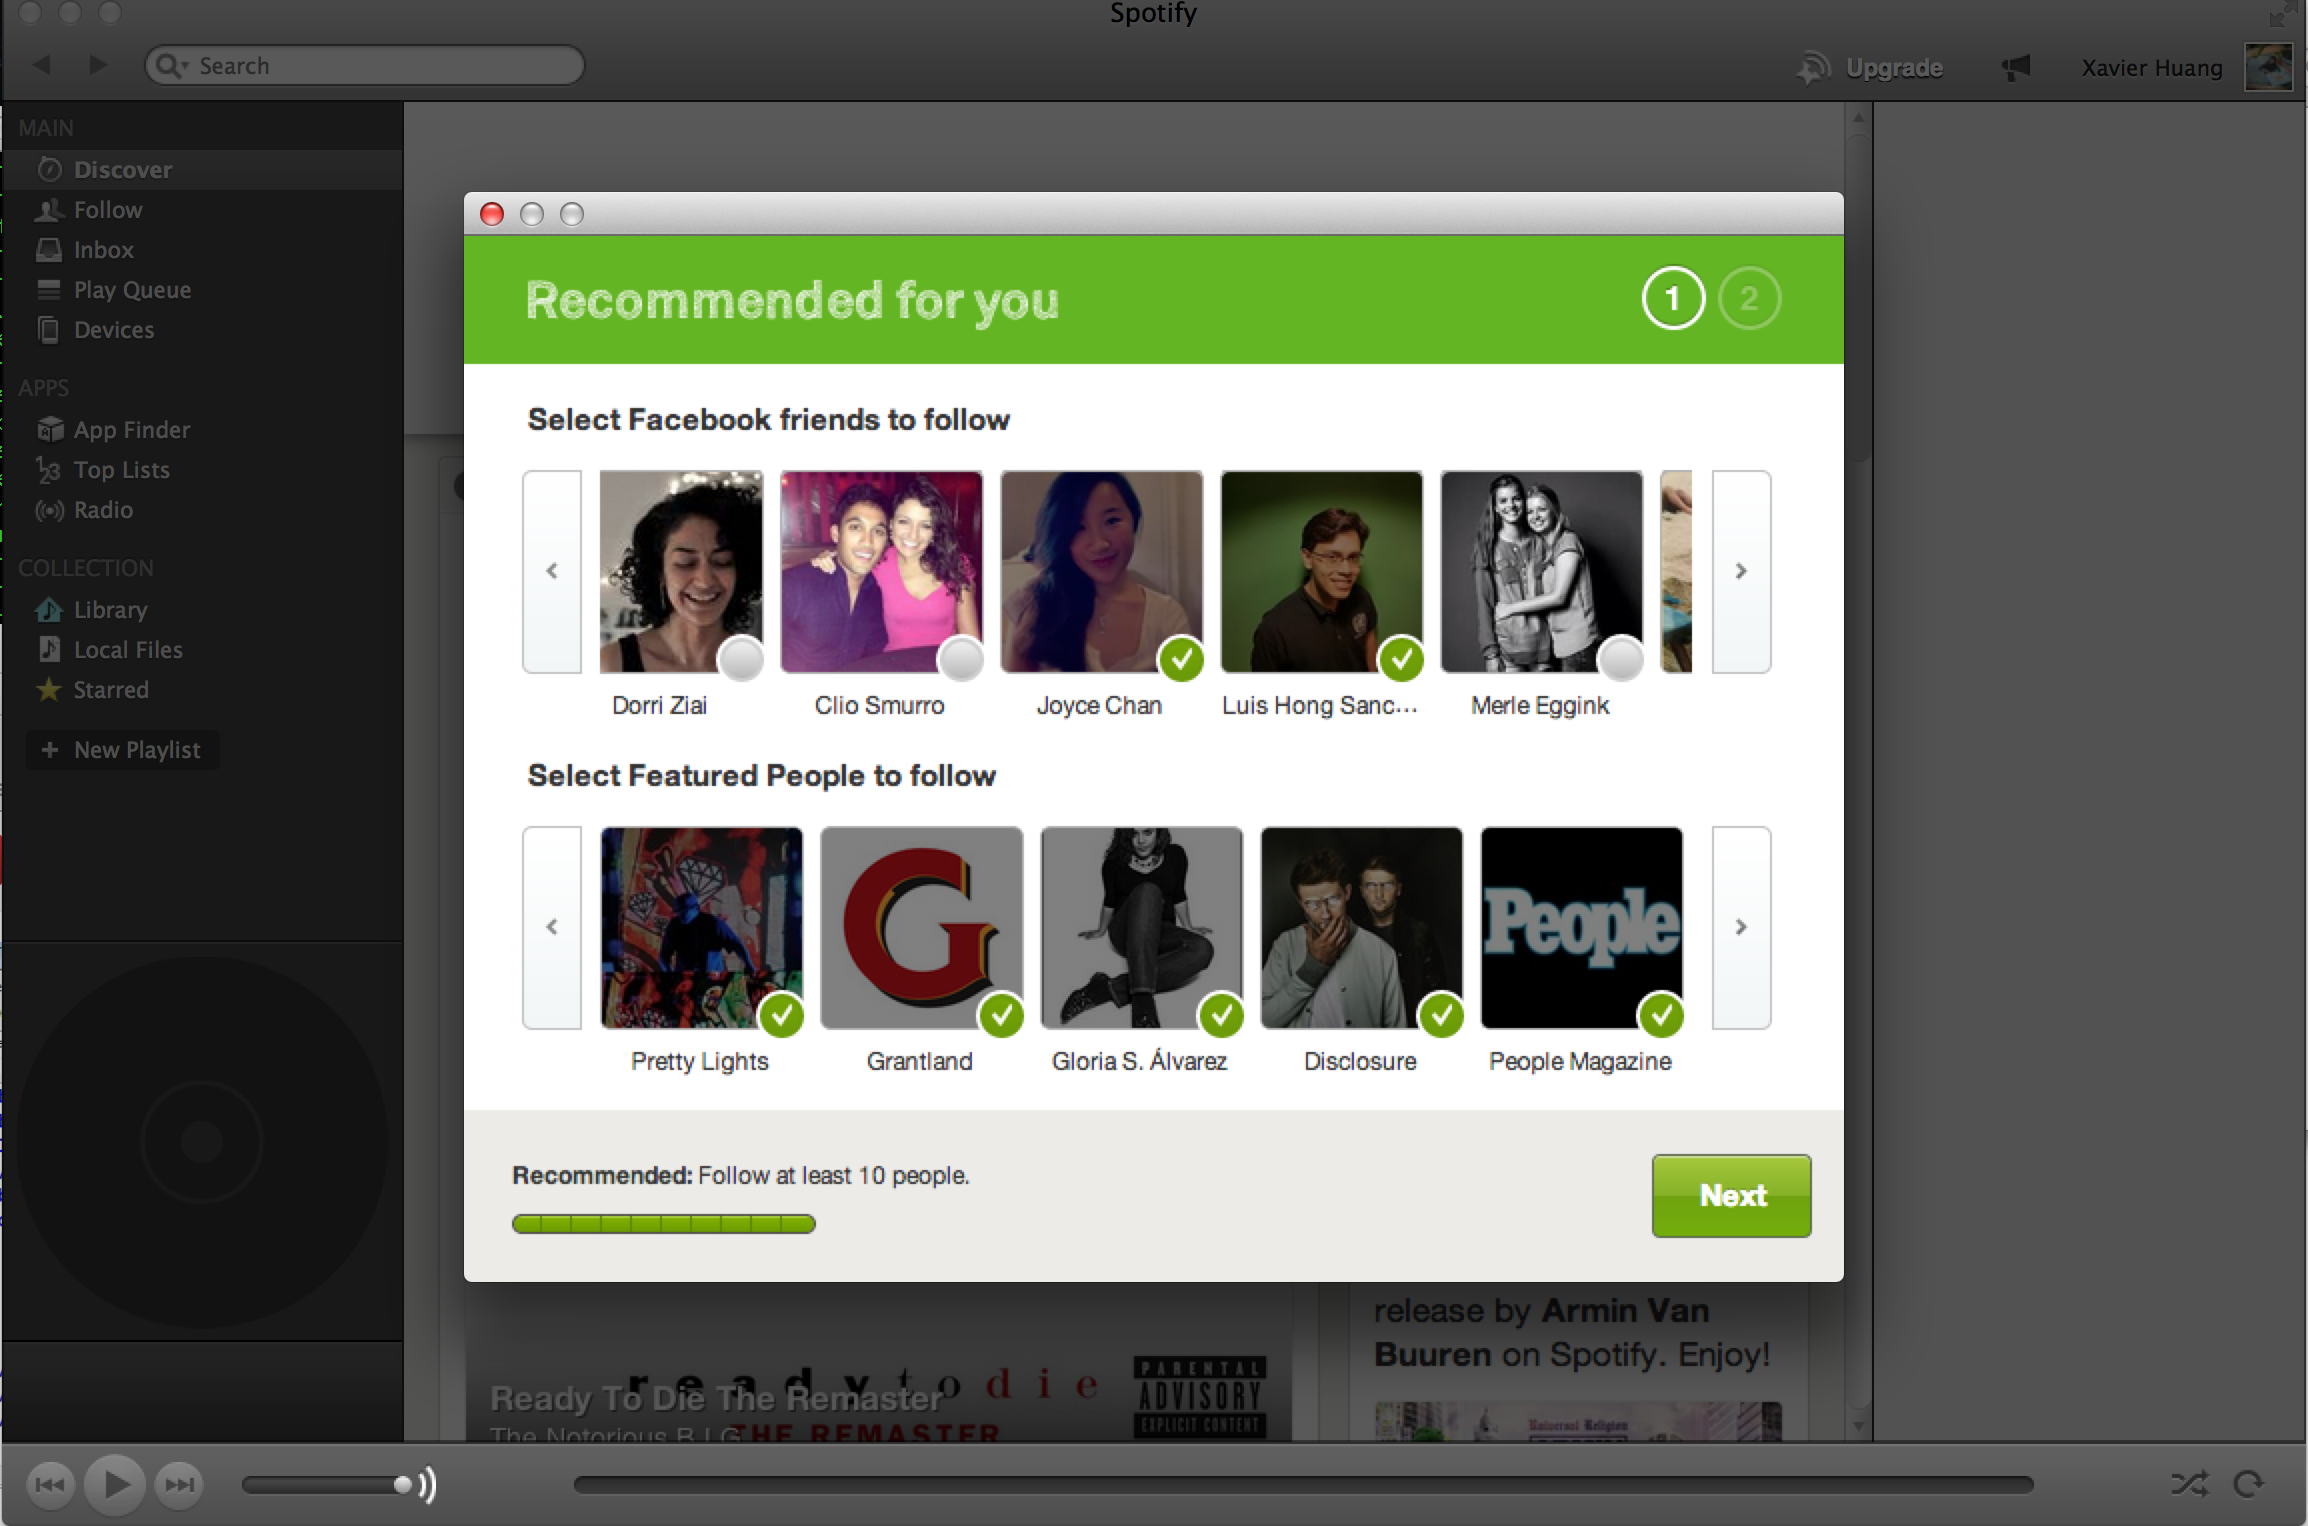 Spotify
Search
Upgrade
Xavier Huang
MAIN
Discover
Follow
Inbox
Play Queue
Devices
APPS
App Finder
Top Lists
Radio
COLLECTION
Library
Local Files
Starred
+ New Playlist
Recommended for you
1 2
Select Facebook friends to follow
Dorri Ziai
Clio Smurro
Joyce Chan
Luis Hong Sanc...
Merle Eggink
Select Featured People to follow
G
People
Pretty Lights
Grantland
Gloria S. Álvarez
Disclosure
People Magazine
Recommended: Follow at least 10 people.
Next
release by Armin Van
Buuren on Spotify. Enjoy!
ready to die
PARENTAL
ADVISORY
EXPLICIT CONTENT
Ready To Die The Remaster
The Notorious B.I.G.
THE REMASTER
Universal Religion